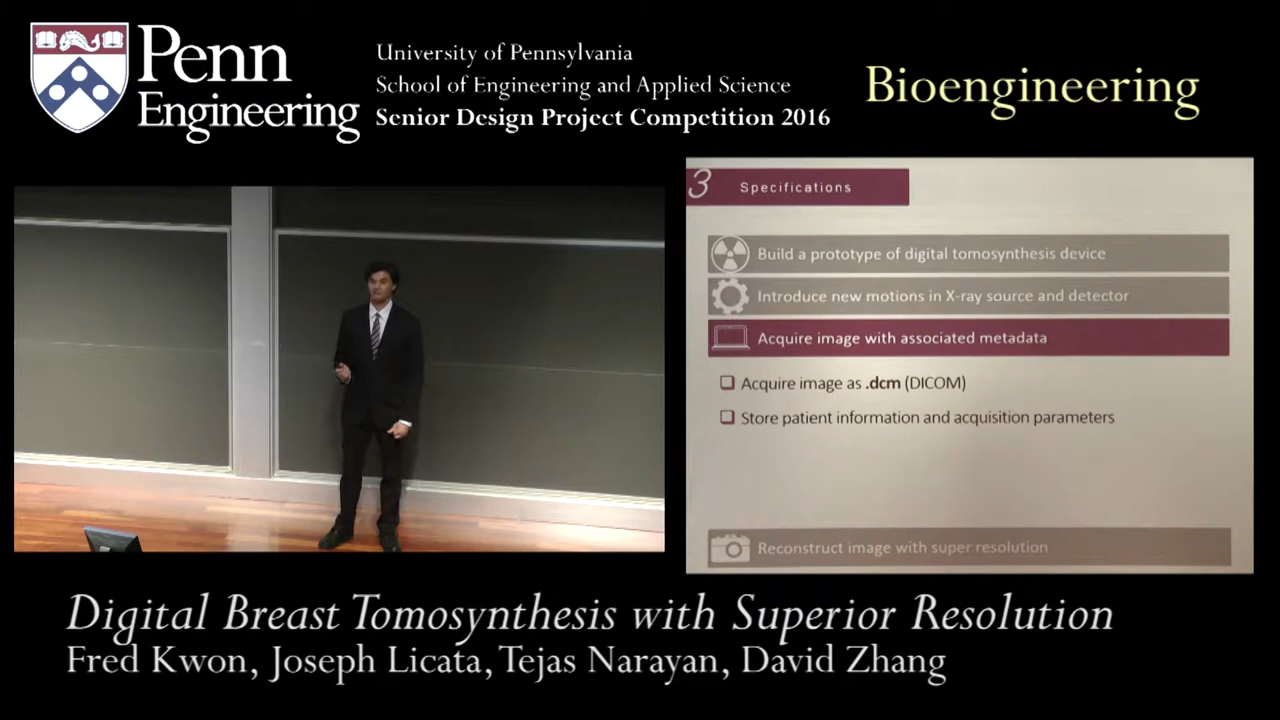 Penn
Engineering
University of Pennsylvania
School of Engineering and Applied Science
Senior Design Project Competition 2016
Bioengineering
3 Specifications
Build a prototype of digital tomosynthesis device
Introduce new motions in X-ray source and detector
Acquire image with associated metadata
Acquire image as .dcm (DICOM)
Store patient information and acquisition parameters
Reconstruct image with super resolution
Digital Breast Tomosynthesis with Superior Resolution
Fred Kwon, Joseph Licata, Tejas Narayan, David Zhang